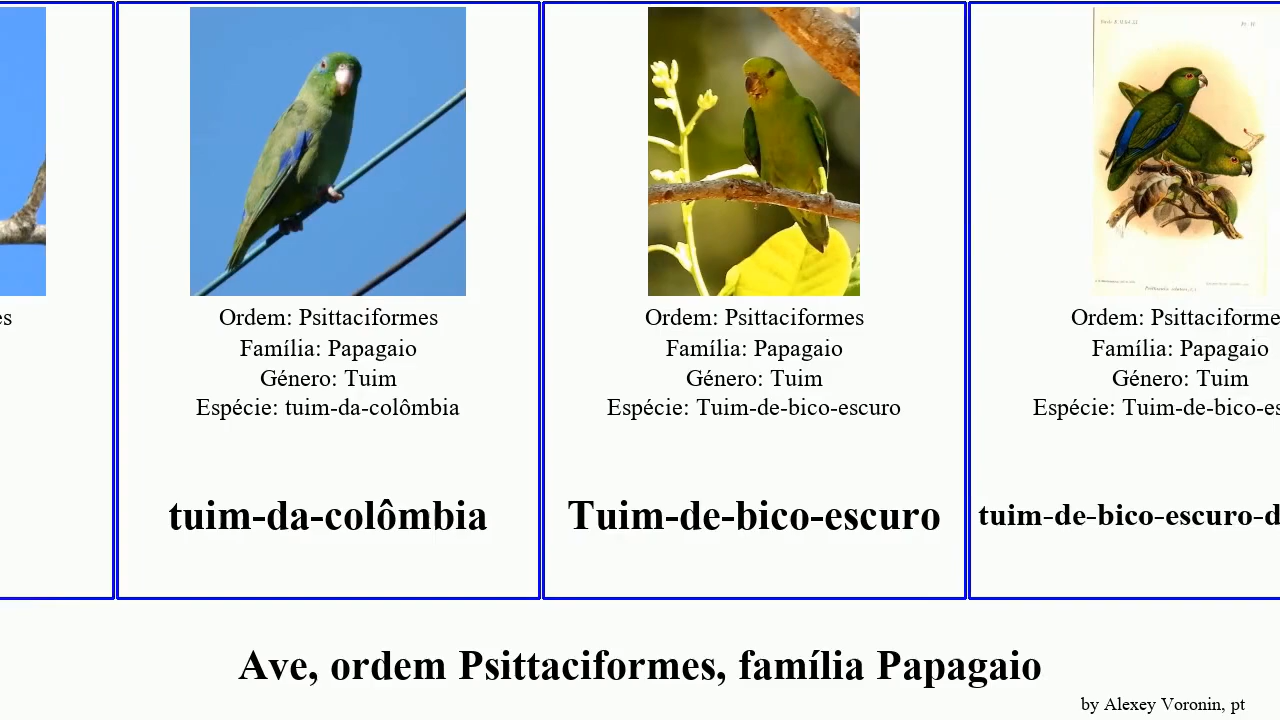 es
Ordem: Psittaciformes
Família: Papagaio
Género: Tuim
Espécie: tuim-da-colômbia
tuim-da-colômbia
Ordem: Psittaciformes
Família: Papagaio
Género: Tuim
Espécie: Tuim-de-bico-escuro
Tuim-de-bico-escuro
Ordem: Psittaciforme
Família: Papagaio
Género: Tuim
Espécie: Tuim-de-bico-es
tuim-de-bico-escuro-d
Ave, ordem Psittaciformes, família Papagaio
by Alexey Voronin, pt